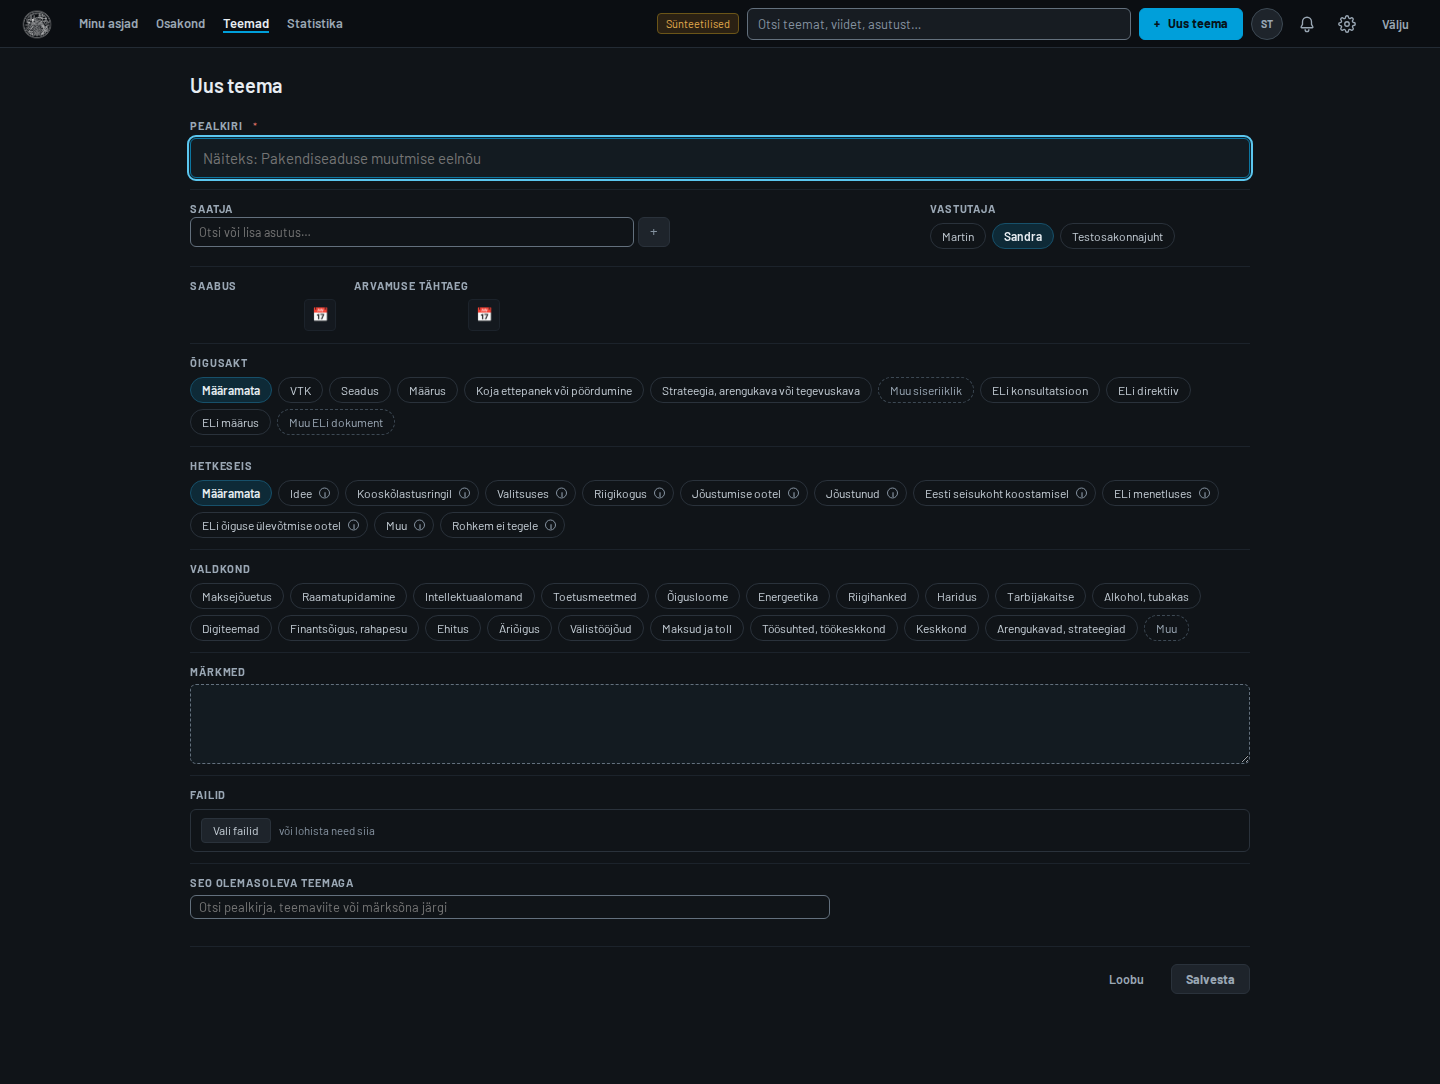 Minu asjad Osakond Teemad Statistika Sünteetilised Otsi teemat, viidet, asutust... + Uus teema ST Välju
Uus teema
PEALKIRI *
Näiteks: Pakendiseaduse muutmise eelnõu
SAATJA VASTUTAJA
Otsi või lisa asutus... + Martin Sandra Testosakonnajuht
SAABUS ARVAMUSE TÄHTAEG
ÕIGUSAKT
Määramata VTK Seadus Määrus Koja ettepanek või pöördumine Strateegia, arengukava või tegevuskava Muu siseriiklik ELi konsultatsioon ELi direktiiv
ELi määrus Muu ELi dokument
HETKESEIS
Määramata Idee Kooskõlastusringil Valitsuses Riigikogus Jõustumise ootel Jõustunud Eesti seisukoht koostamisel ELi menetluses
ELi õiguse ülevõtmise ootel Muu Rohkem ei tegele
VALDKOND
Maksejõuetus Raamatupidamine Intellektuaalomand Toetusmeetmed Õigusloome Energeetika Riigihanked Haridus Tarbijakaitse Alkohol, tubakas
Digiteemad Finantsõigus, rahapesu Ehitus Äriõigus Välistööjõud Maksud ja toll Töösuhted, töökeskkond Keskkond Arengukavad, strateegiad Muu
MÄRKMED
FAILID
Vali failid või lohista need siia
SEO OLEMASOLEVA TEEMAGA
Otsi pealkirja, teemaviite või märksõna järgi
Loobu Salvesta